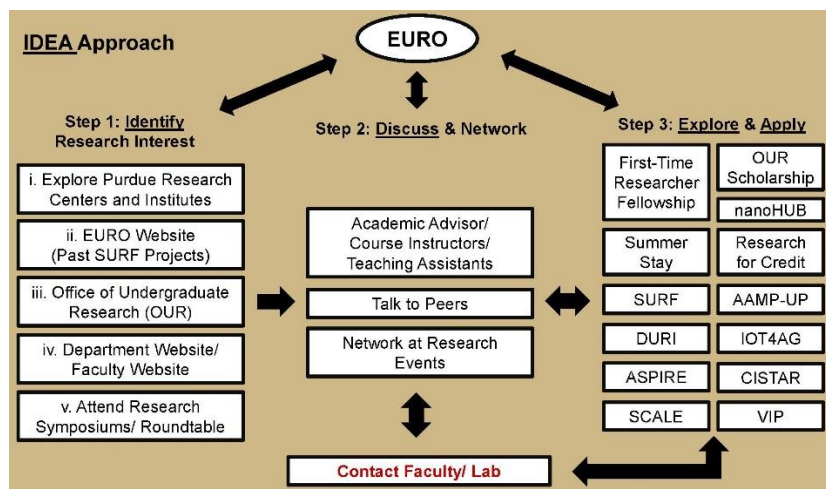 IDEA Approach
EURO
Step 1: Identify
Research Interest
i. Explore Purdue Research
Centers and Institutes
ii. EURO Website
(Past SURF Projects)
iii. Office of Undergraduate
Research (OUR)
iv. Department Website/
Faculty Website
v. Attend Research
Symposiums/ Roundtable
Step 2: Discuss & Network
Academic Advisor/
Course Instructors/
Teaching Assistants
Talk to Peers
Network at Research
Events
Contact Faculty/ Lab
Step 3: Explore & Apply
First-Time
Researcher
Fellowship
OUR
Scholarship
nanoHUB
Summer
Stay
Research
for Credit
SURF
AAMP-UP
DURI
IOT4AG
ASPIRE
CISTAR
SCALE
VIP